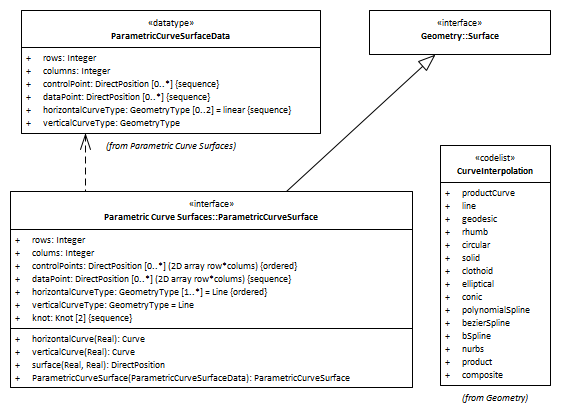 «datatype»
ParametricCurveSurfaceData
+ rows: Integer
+ columns: Integer
+ controlPoint: DirectPosition [0..*] {sequence}
+ dataPoint: DirectPosition [0..*] {sequence}
+ horizontalCurveType: GeometryType [0..2] = linear {sequence}
+ verticalCurveType: GeometryType
(from Parametric Curve Surfaces)
«interface»
Geometry::Surface
«interface»
Parametric Curve Surfaces::ParametricCurveSurface
+ rows: Integer
+ colums: Integer
+ controlPoints: DirectPosition [0..*] (2D array row*colums) {ordered}
+ dataPoint: DirectPosition [0..*] (2D array row*colums) {sequence}
+ horizontalCurveType: GeometryType [1..*] = Line {ordered}
+ verticalCurveType: GeometryType = Line
+ knot: Knot [2] {sequence}
+ horizontalCurve(Real): Curve
+ verticalCurve(Real): Curve
+ surface(Real, Real): DirectPosition
+ ParametricCurveSurface(ParametricCurveSurfaceData): ParametricCurveSurface
«codelist»
CurveInterpolation
+ productCurve
+ line
+ geodesic
+ rhumb
+ circular
+ solid
+ clothoid
+ elliptical
+ conic
+ polynomialSpline
+ bezierSpline
+ bSpline
+ nurbs
+ product
+ composite
(from Geometry)